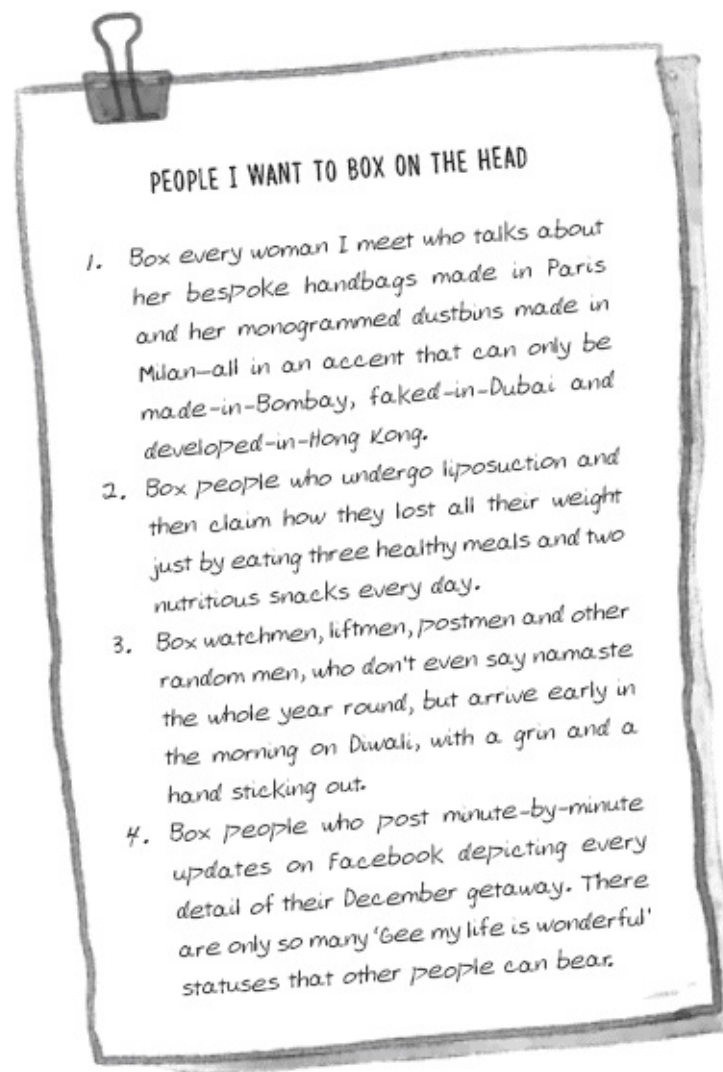 PEOPLE I WANT TO BOX ON THE HEAD
1. Box every woman I meet who talks about
her bespoke handbags made in Paris
and her monogrammed dustbins made in
Milan—all in an accent that can only be
made-in-Bombay, faked-in-Dubai and
developed-in-Hong Kong.
2. Box people who undergo liposuction and
then claim how they lost all their weight
just by eating three healthy meals and two
nutritious snacks every day.
3. Box watchmen, liftmen, postmen and other
random men, who don't even say namaste
the whole year round, but arrive early in
the morning on Diwali, with a grin and a
hand sticking out.
4. Box people who post minute-by-minute
updates on Facebook depicting every
detail of their December getaway. There
are only so many 'Gee my life is wonderful'
statuses that other people can bear.